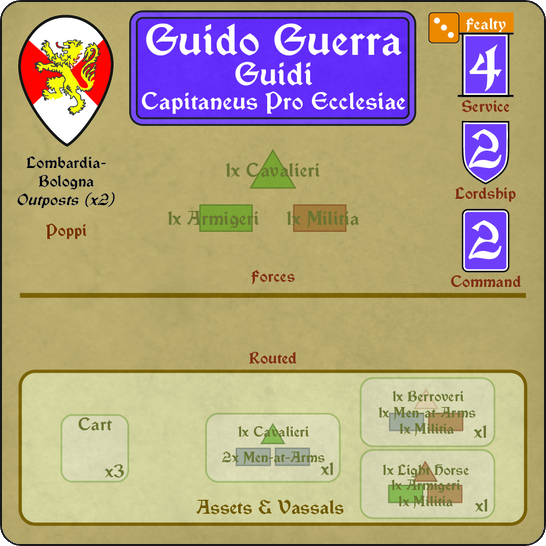 Guido Guerra
Guidi
Capitaneus Pro Ecclesiae
Fealty
4
Service
2
Lordship
2
Command
Lombardia-
Bologna
Outposts (x2)
Poppi
1x Cavalieri
1x Armigeri
1x Militia
Forces
Routed
Cart
x3
1x Cavalieri
2x Men-at-Arms
x1
1x Berroveri
1x Men-at-Arms
1x Militia
x1
1x Light Horse
1x Armigeri
1x Militia
x1
Assets & Vassals